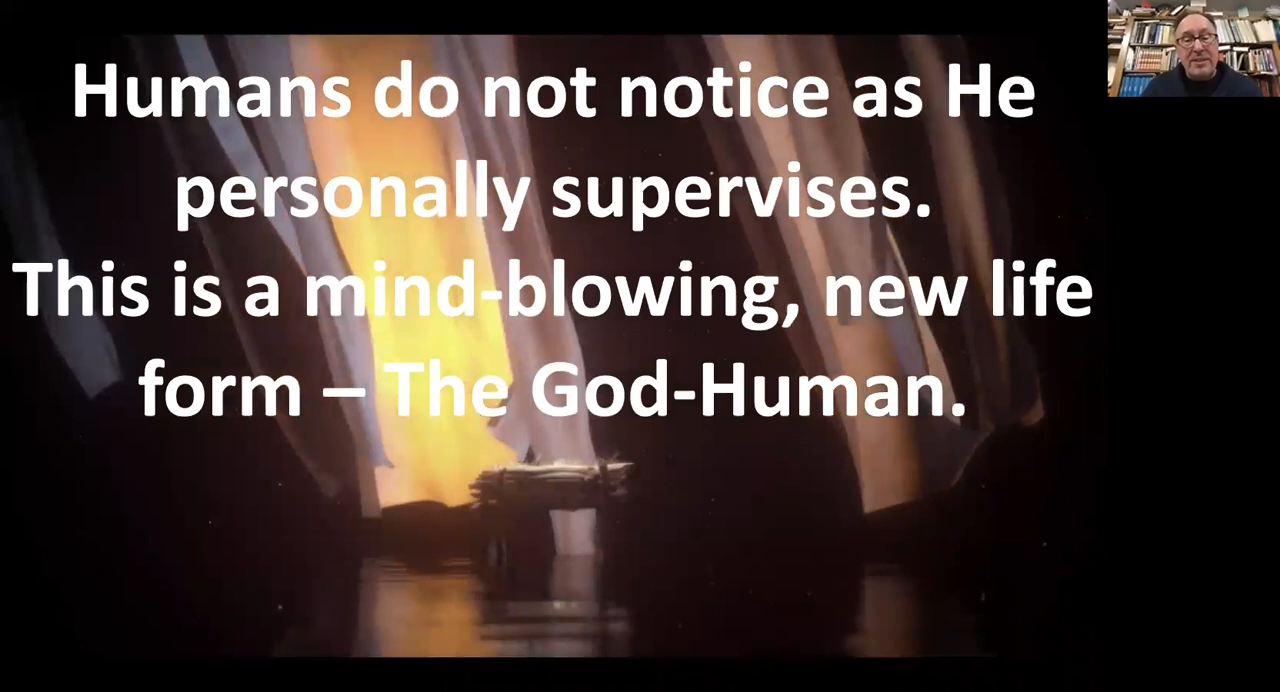 Humans do not notice as He
personally supervises.
This is a mind-blowing, new life
form – The God-Human.